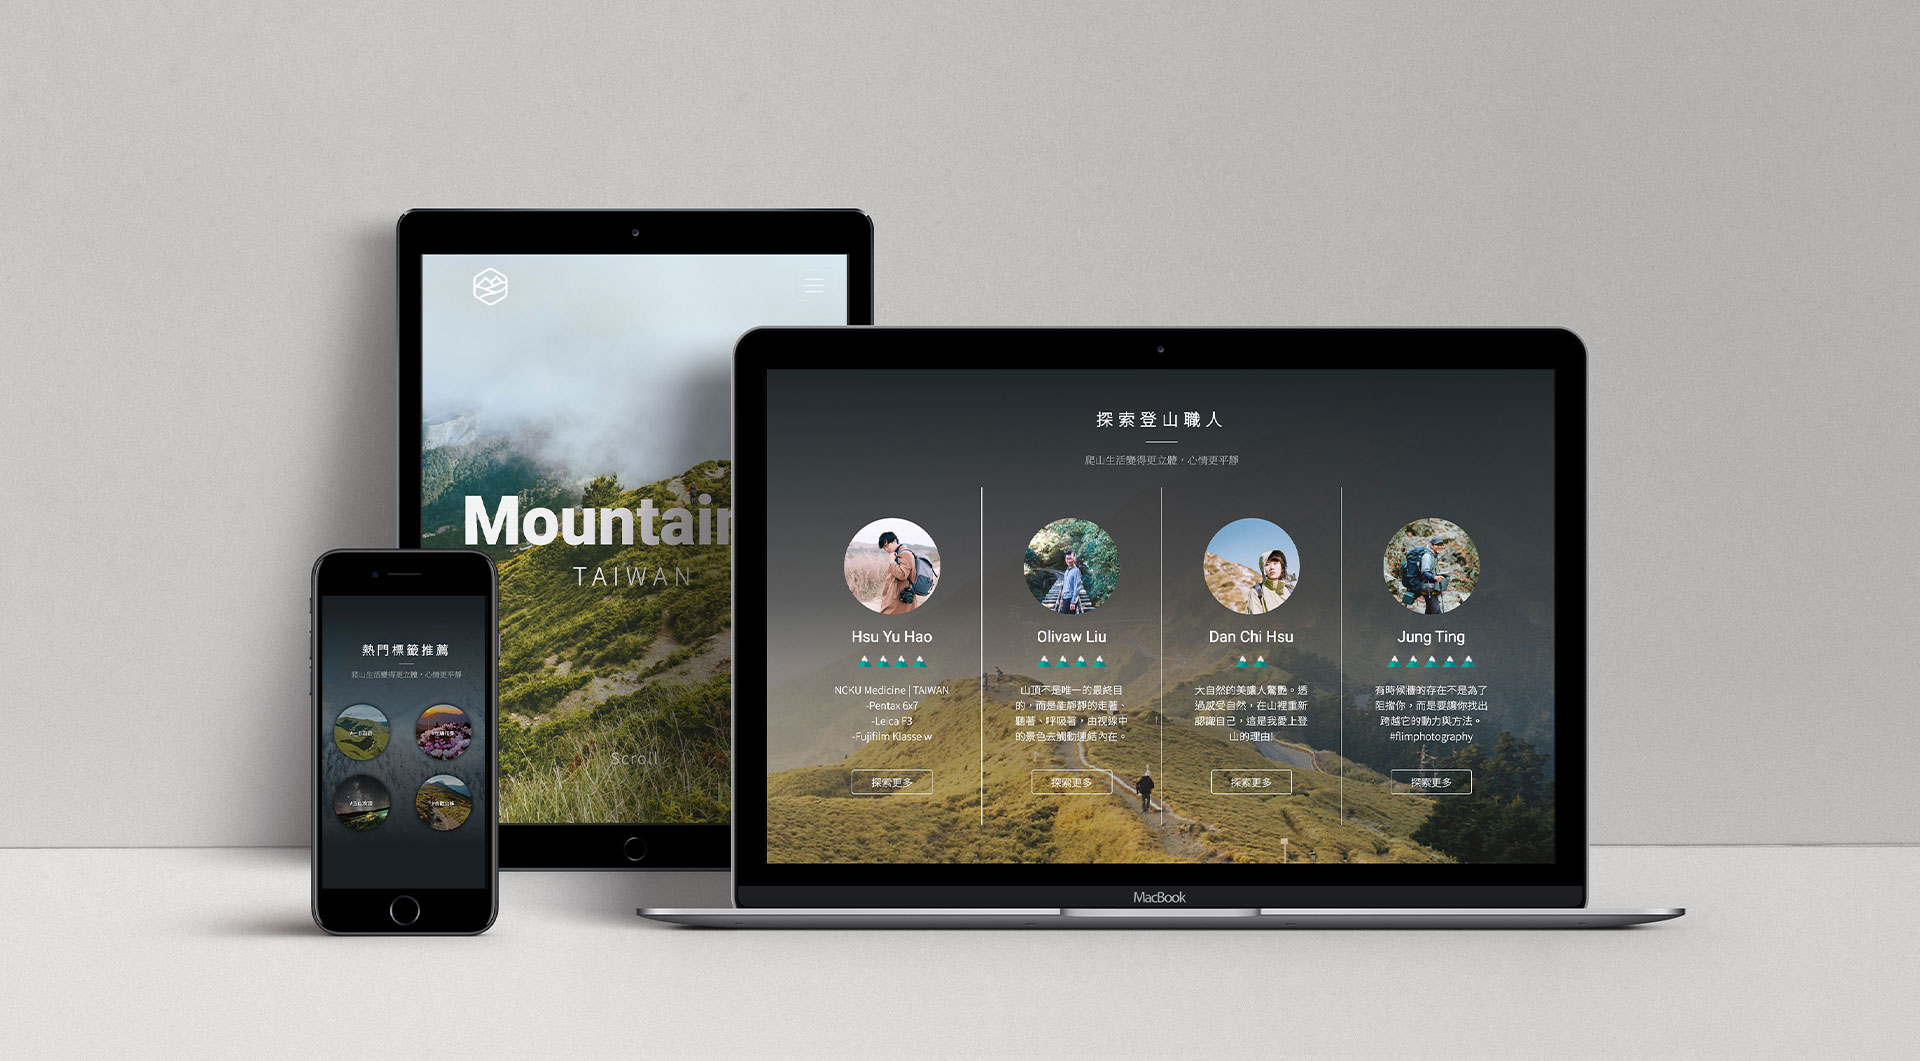 Mountain
TAIWAN
Scroll
熱門標籤推薦
爬山生活變得更立體，心情更平靜
探索登山職人
爬山生活變得更立體，心情更平靜
Hsu Yu Hao
NCKU Medicine | TAIWAN
-Pentax 6x7
-Leica F3
-Fujifilm Klasse w
探索更多
Olivaw Liu
山頂不是唯一的最終目
的，而是能靜靜的走著、
聽著、呼吸著，由視線中
的景色去觸動連結內在。
探索更多
Dan Chi Hsu
大自然的美讓人驚艷。透
過感受自然，在山裡重新
認識自己，這是我愛上登
山的理由!
探索更多
Jung Ting
有時候牆的存在不是為了
阻擋你，而是要讓你找出
跨越它的動力與方法。
#flimphotography
探索更多
MacBook